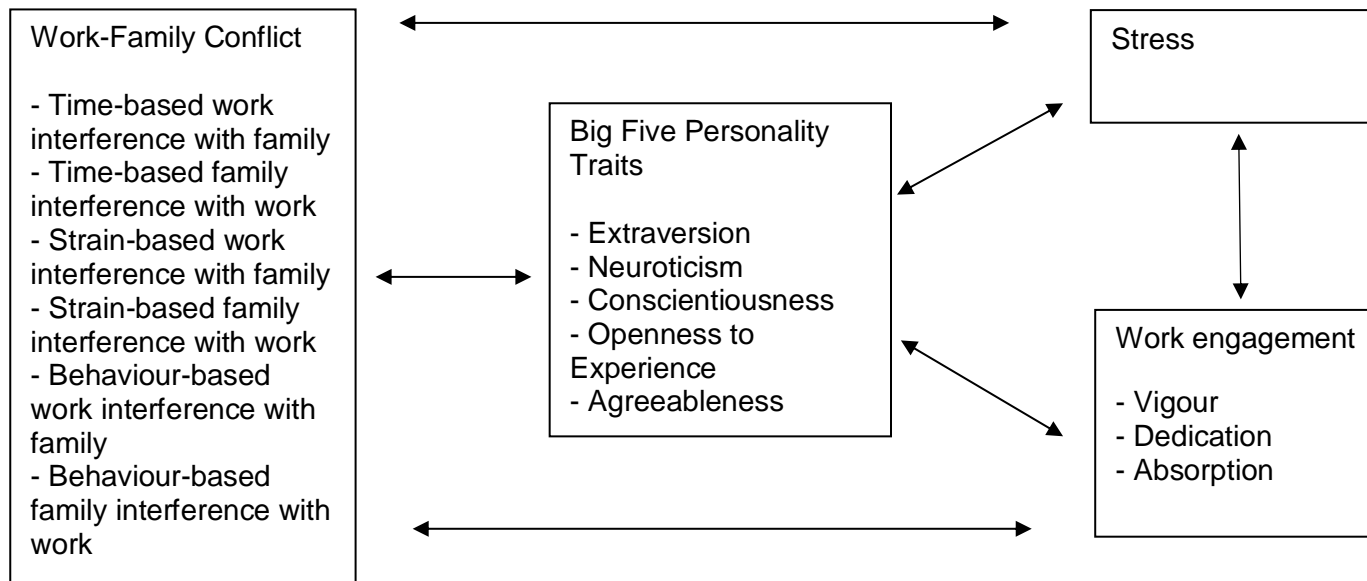 Work-Family Conflict
- Time-based work
interference with family
- Time-based family
interference with work
- Strain-based work
interference with family
- Strain-based family
interference with work
- Behaviour-based
work interference with
family
- Behaviour-based
family interference with
work
Big Five Personality
Traits
- Extraversion
- Neuroticism
- Conscientiousness
- Openness to
Experience
- Agreeableness
Stress
Work engagement
- Vigour
- Dedication
- Absorption